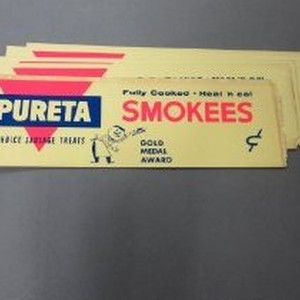 Fully Cooked - Heat 'n eat
PURETA
SMOKEES
CHOICE SAUSAGE TREATS
GOLD
MEDAL
AWARD
¢